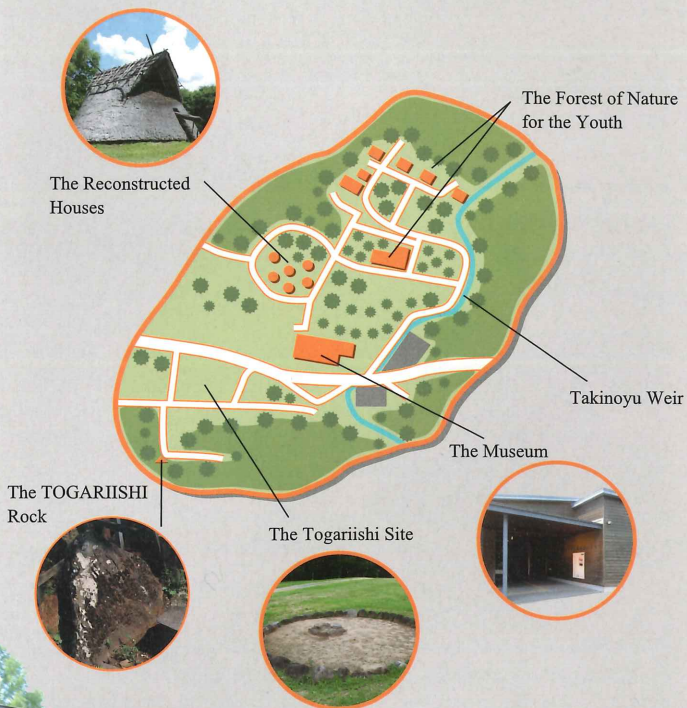 The Forest of Nature
for the Youth
The Reconstructed
Houses
Takinoyu Weir
The Museum
The TOGARIISHI
Rock
The Togariishi Site